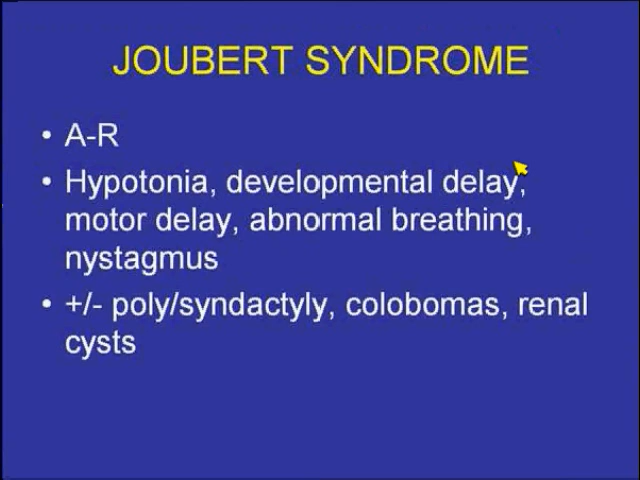 JOUBERT SYNDROME
• A-R
• Hypotonia, developmental delay,
motor delay, abnormal breathing,
nystagmus
• +/- poly/syndactyly, colobomas, renal
cysts